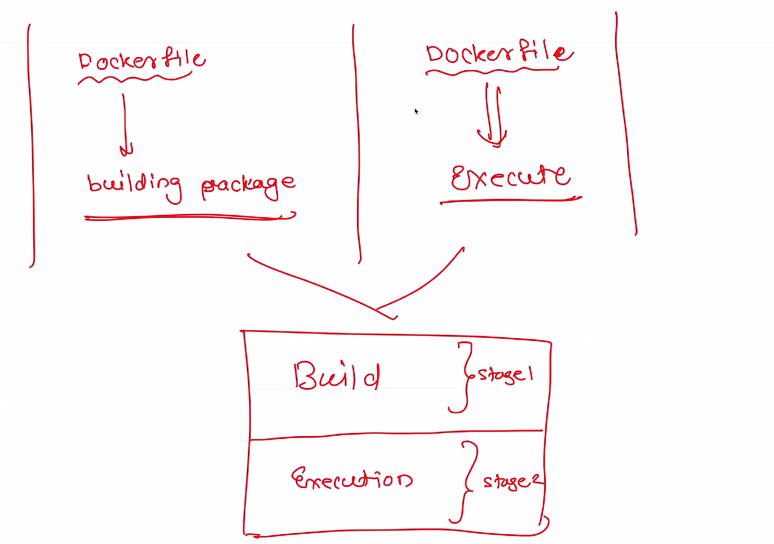 Dockerfile
building package
Dockerfile
Execute
Build
stage1
Execution
stage2